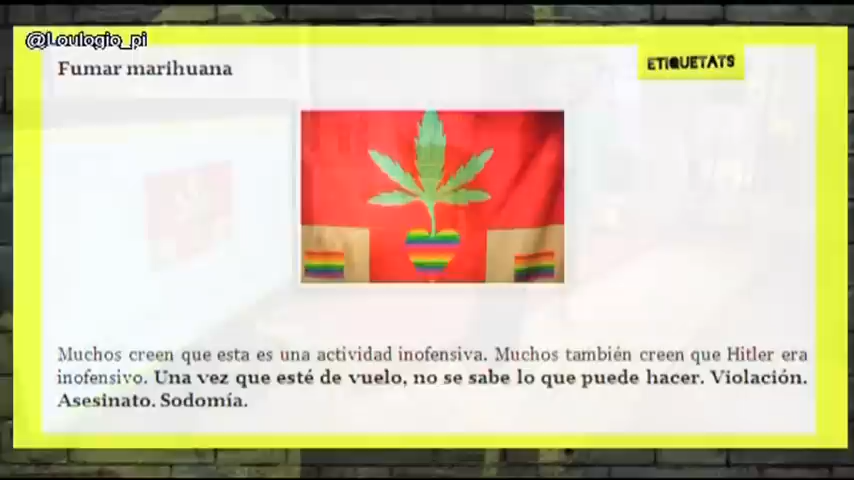 @Loulogio_pi
ETIQUETATS
Fumar marihuana
Muchos creen que esta es una actividad inofensiva. Muchos también creen que Hitler era
inofensivo. Una vez que esté de vuelo, no se sabe lo que puede hacer. Violación.
Asesinato. Sodomía.